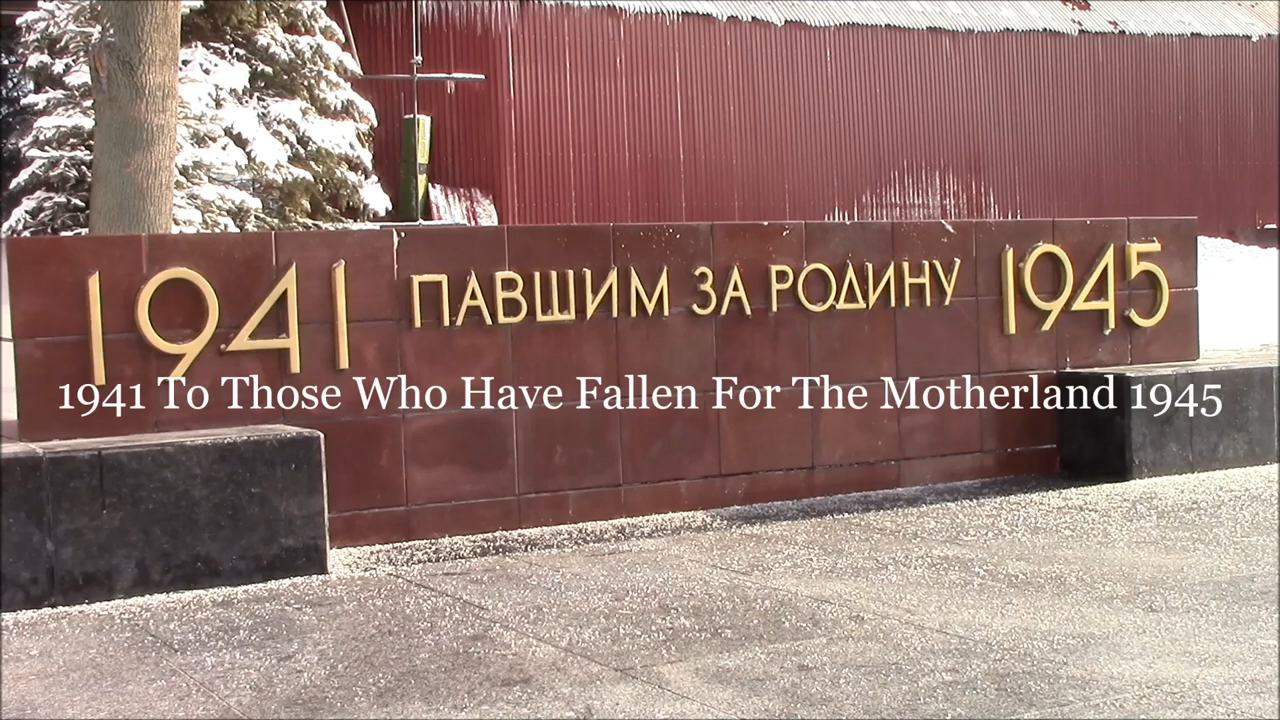 1941 ПАВШИМ ЗА РОДИНУ 1945
1941 To Those Who Have Fallen For The Motherland 1945